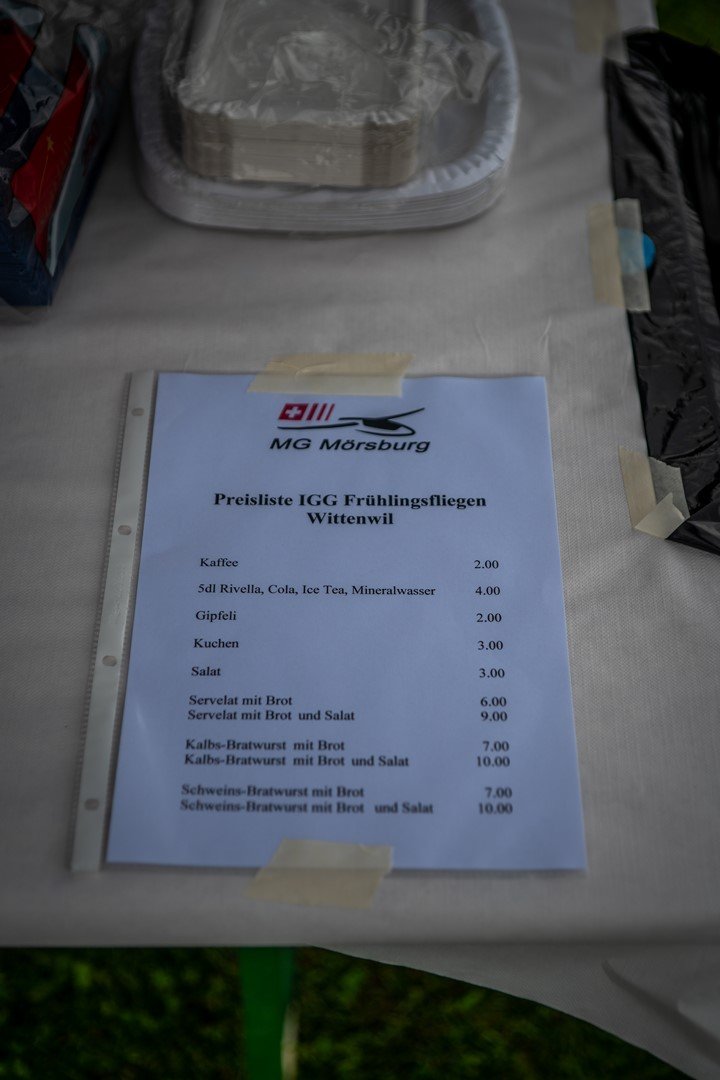 MG Mörsburg
Preisliste IGG Frühlingsfliegen
Wittenwil
Kaffee 2.00
5dl Rivella, Cola, Ice Tea, Mineralwasser 4.00
Gipfeli 2.00
Kuchen 3.00
Salat 3.00
Servelat mit Brot 6.00
Servelat mit Brot und Salat 9.00
Kalbs-Bratwurst mit Brot 7.00
Kalbs-Bratwurst mit Brot und Salat 10.00
Schweins-Bratwurst mit Brot 7.00
Schweins-Bratwurst mit Brot und Salat 10.00